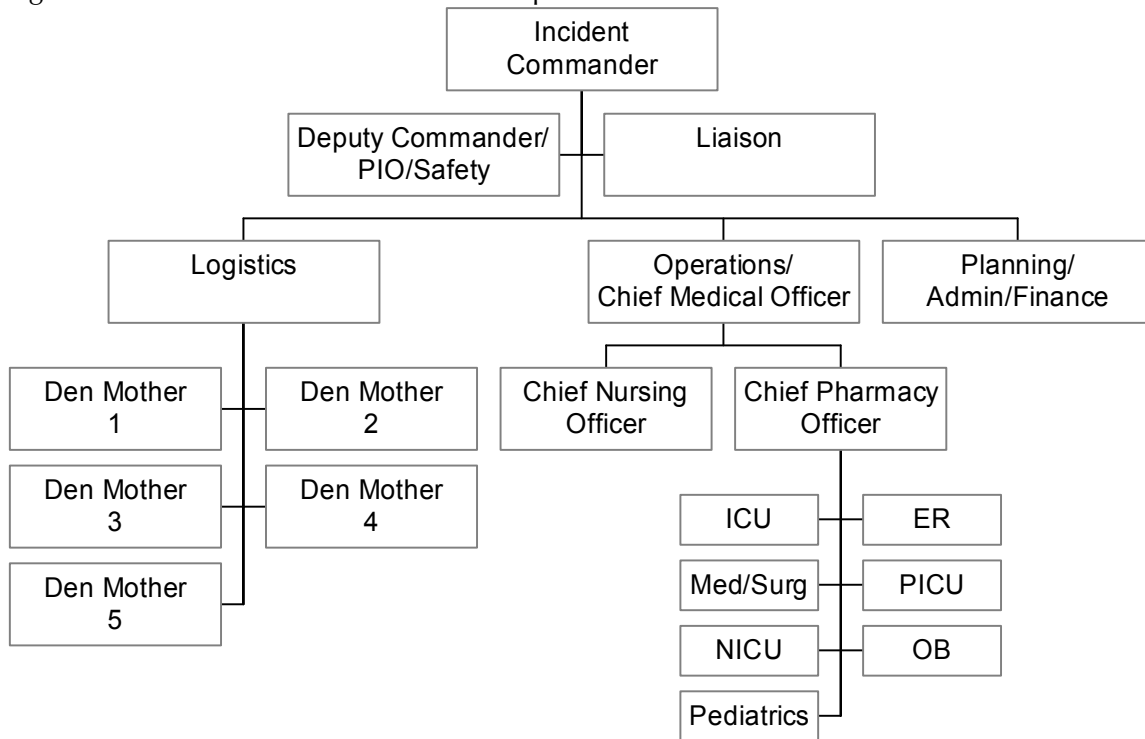 Incident
Commander
Deputy Commander/
PIO/Safety
Liaison
Logistics
Operations/
Chief Medical Officer
Planning/
Admin/Finance
Den Mother
1
Den Mother
2
Chief Nursing
Officer
Chief Pharmacy
Officer
Den Mother
3
Den Mother
4
ICU
ER
Den Mother
5
Med/Surg
PICU
NICU
OB
Pediatrics